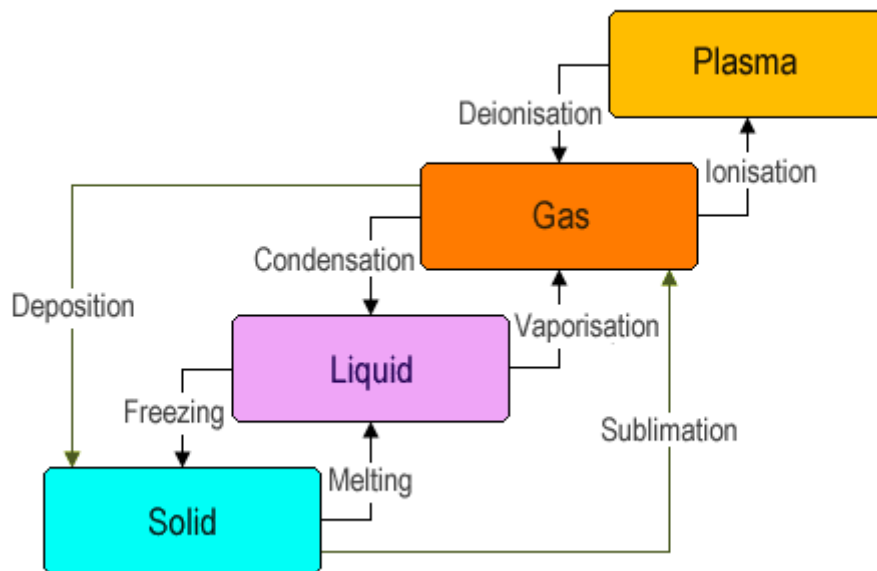 Plasma
Deionisation
Ionisation
Gas
Condensation
Deposition
Vaporisation
Liquid
Freezing
Sublimation
Melting
Solid